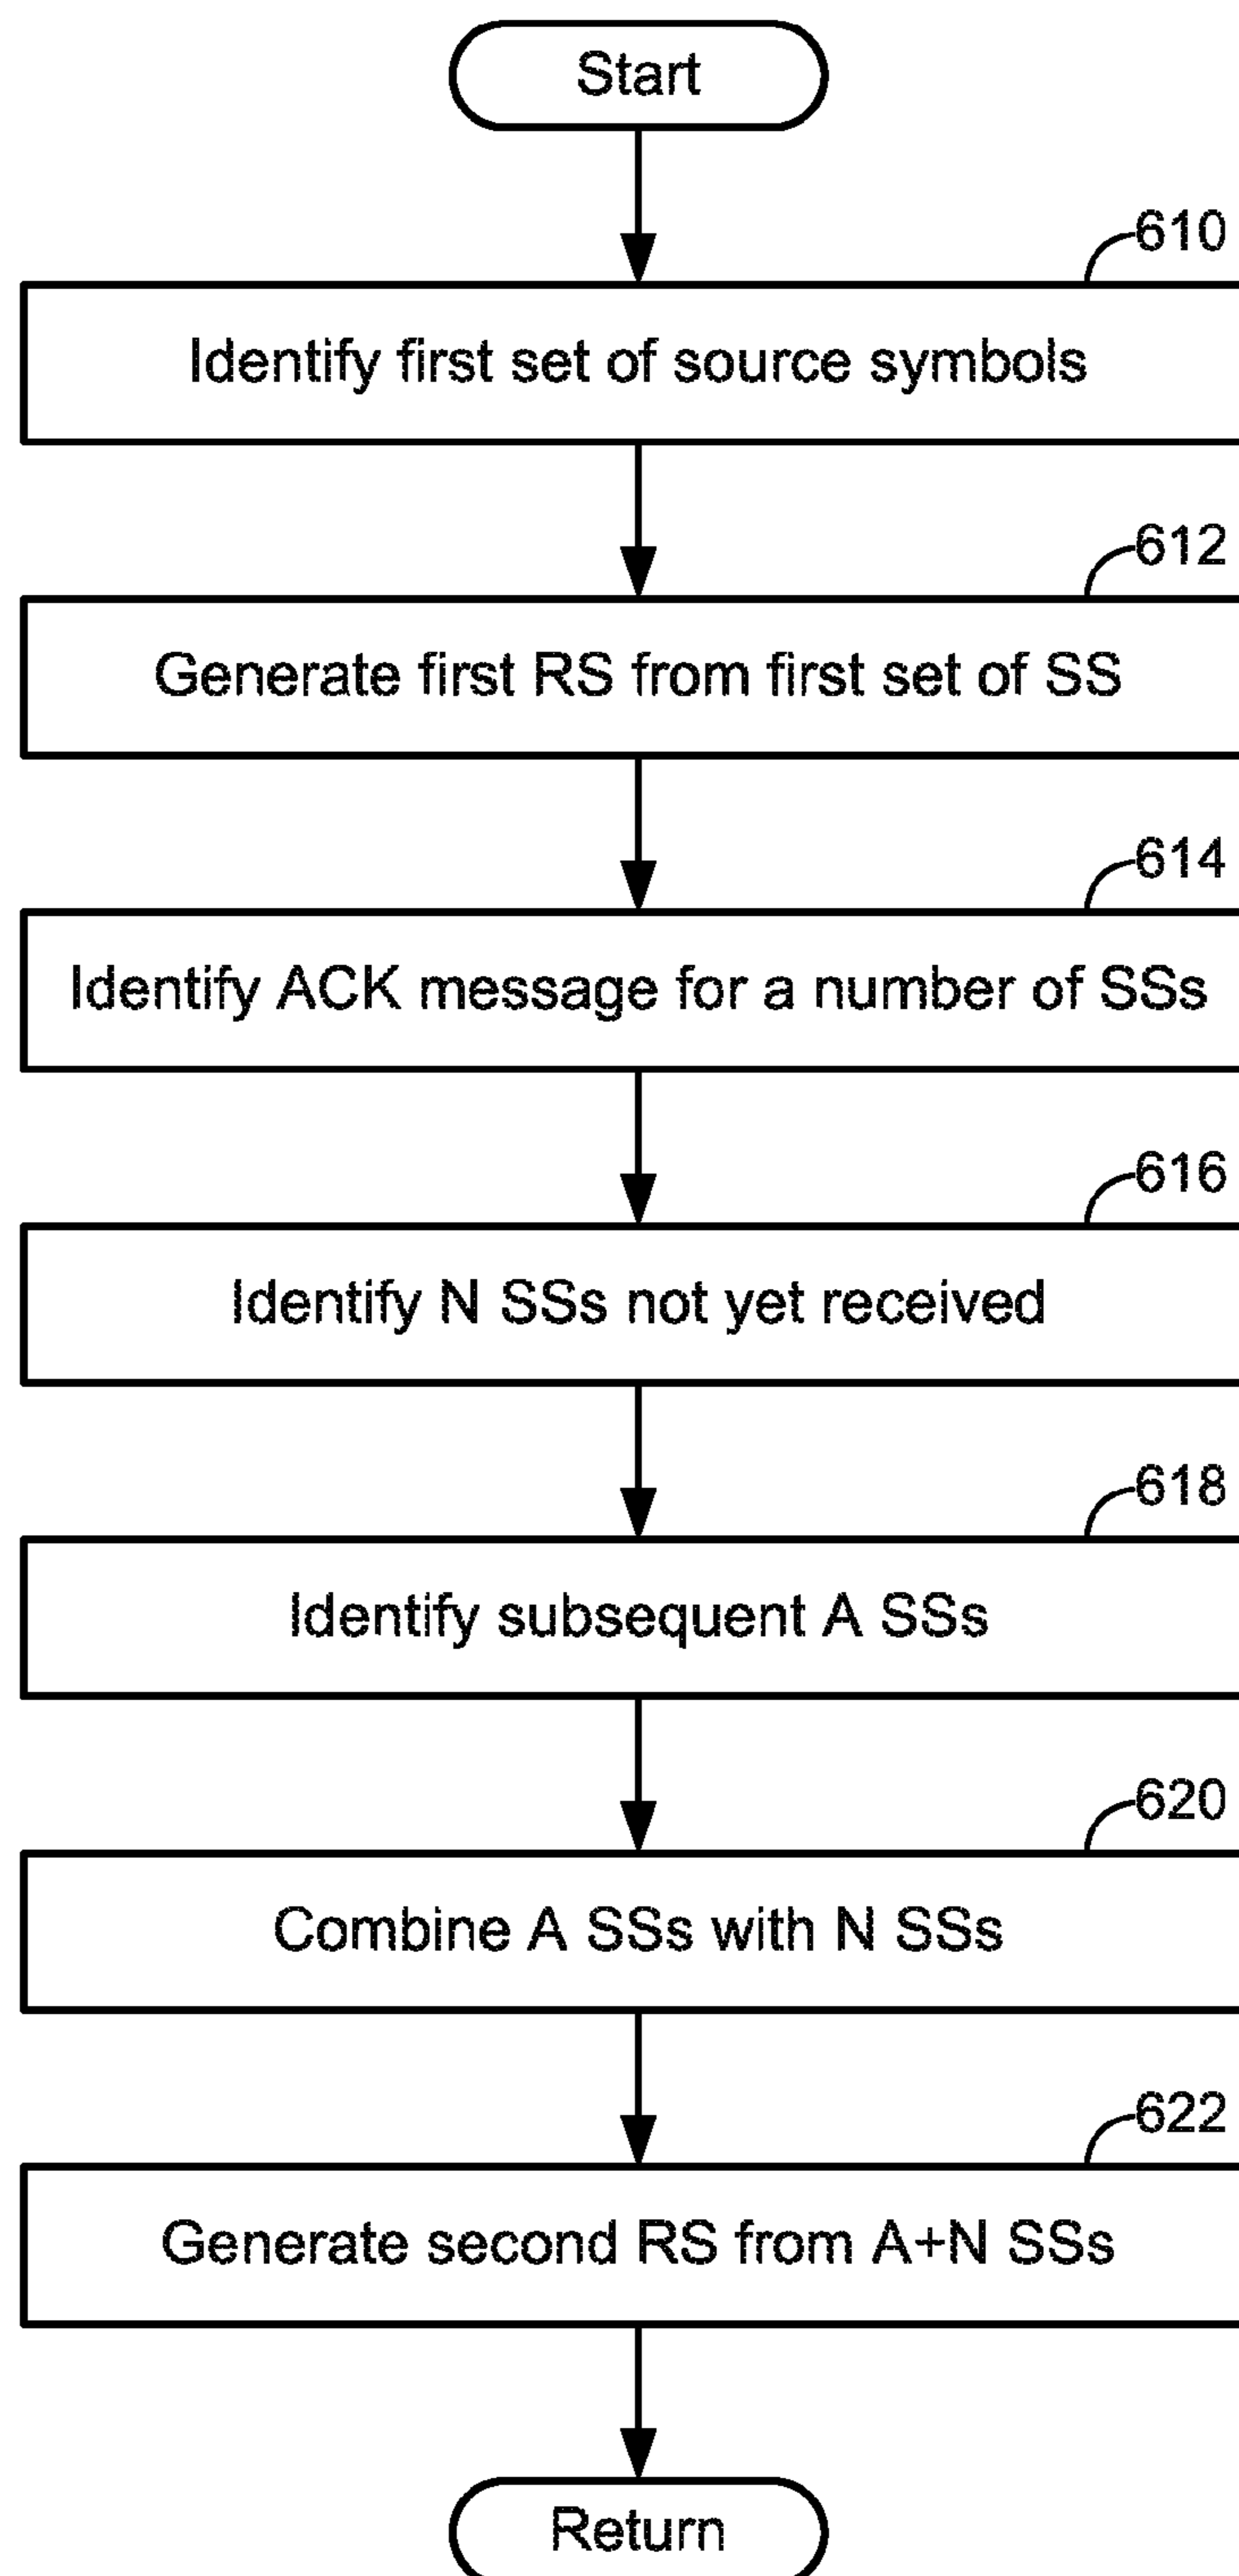 Start
610
Identify first set of source symbols
612
Generate first RS from first set of SS
614
Identify ACK message for a number of SSs
616
Identify N SSs not yet received
618
Identify subsequent A SSs
620
Combine A SSs with N SSs
622
Generate second RS from A+N SSs
Return